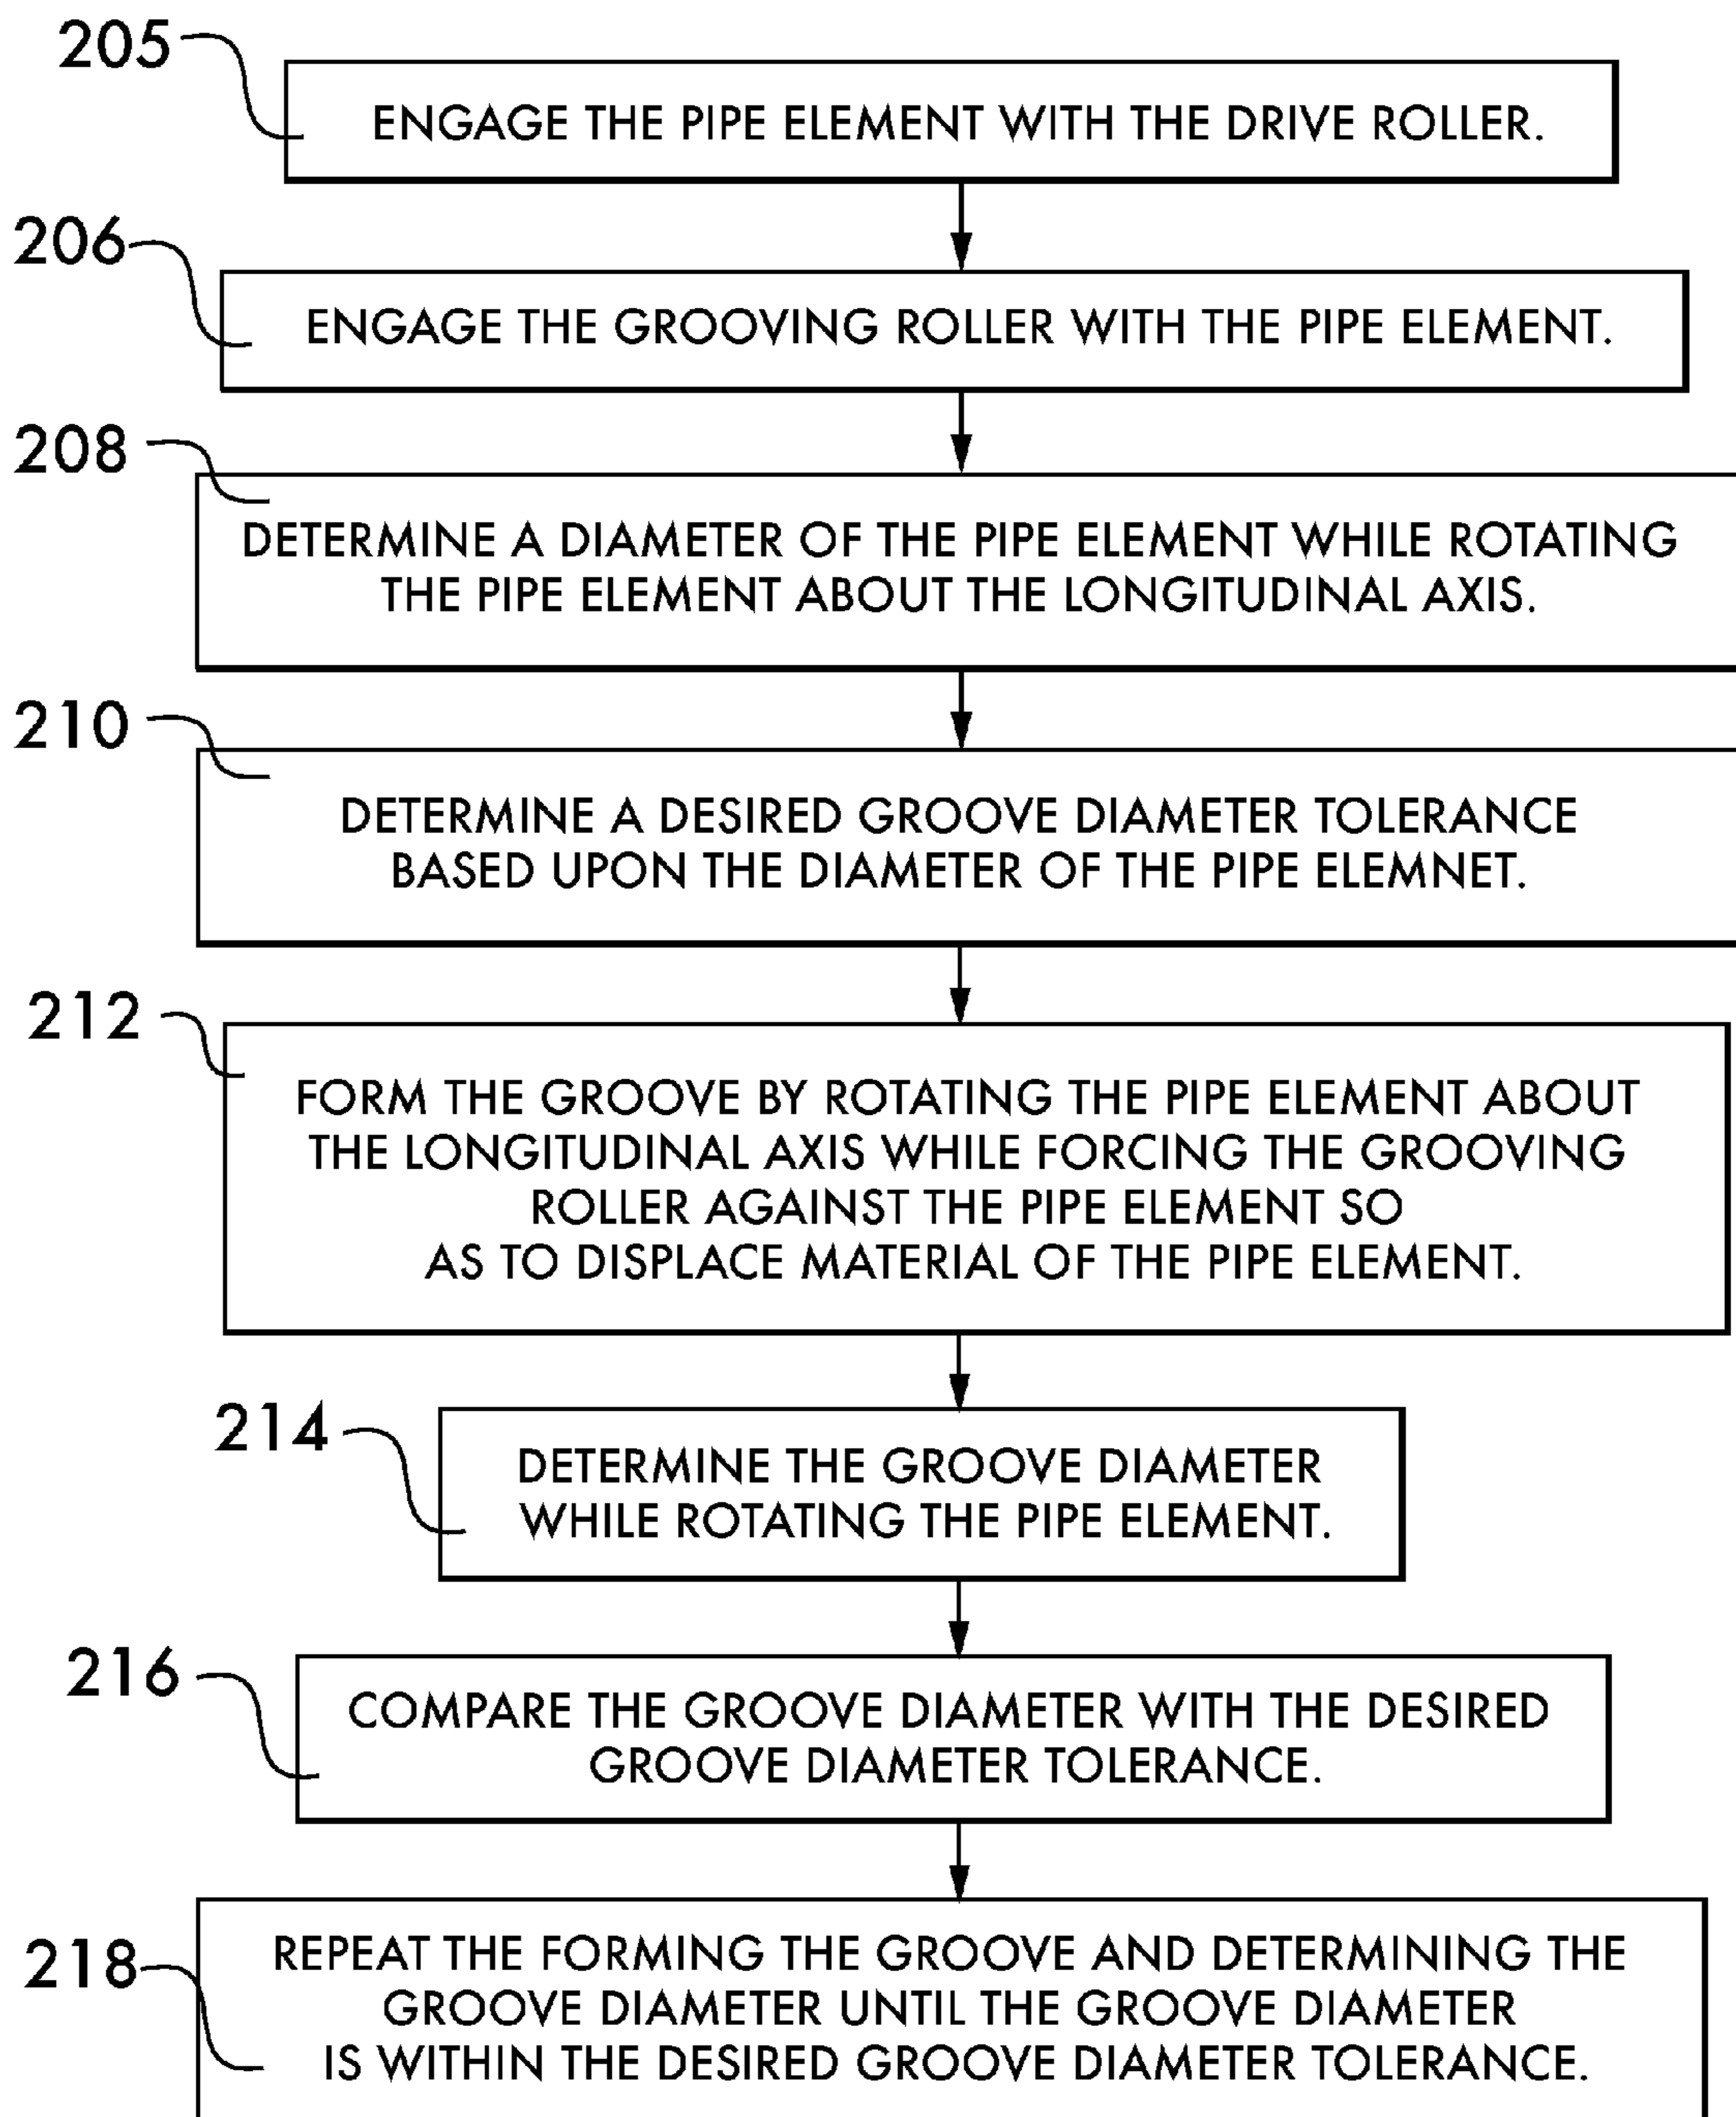 205
ENGAGE THE PIPE ELEMENT WITH THE DRIVE ROLLER.
206
ENGAGE THE GROOVING ROLLER WITH THE PIPE ELEMENT.
208
DETERMINE A DIAMETER OF THE PIPE ELEMENT WHILE ROTATING
THE PIPE ELEMENT ABOUT THE LONGITUDINAL AXIS.
210
DETERMINE A DESIRED GROOVE DIAMETER TOLERANCE
BASED UPON THE DIAMETER OF THE PIPE ELEMNET.
212
FORM THE GROOVE BY ROTATING THE PIPE ELEMENT ABOUT
THE LONGITUDINAL AXIS WHILE FORCING THE GROOVING
ROLLER AGAINST THE PIPE ELEMENT SO
AS TO DISPLACE MATERIAL OF THE PIPE ELEMENT.
214
DETERMINE THE GROOVE DIAMETER
WHILE ROTATING THE PIPE ELEMENT.
216
COMPARE THE GROOVE DIAMETER WITH THE DESIRED
GROOVE DIAMETER TOLERANCE.
218
REPEAT THE FORMING THE GROOVE AND DETERMINING THE
GROOVE DIAMETER UNTIL THE GROOVE DIAMETER
IS WITHIN THE DESIRED GROOVE DIAMETER TOLERANCE.